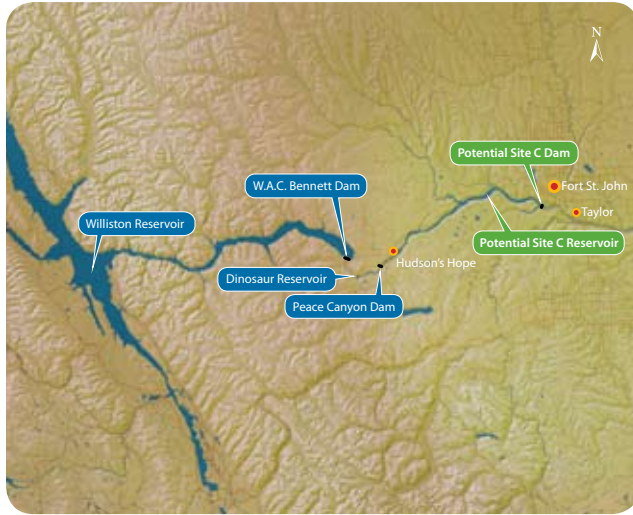 N
Potential Site C Dam
Fort St. John
W.A.C. Bennett Dam
Taylor
Williston Reservoir
Potential Site C Reservoir
Hudson's Hope
Dinosaur Reservoir
Peace Canyon Dam